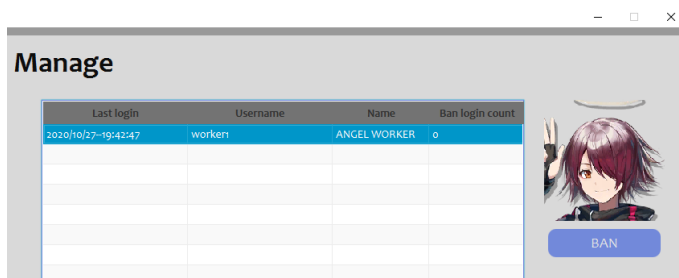 Manage
Last login Username Name Ban login count
2020/10/27-19:42:47 worker1 ANGEL WORKER 0
BAN